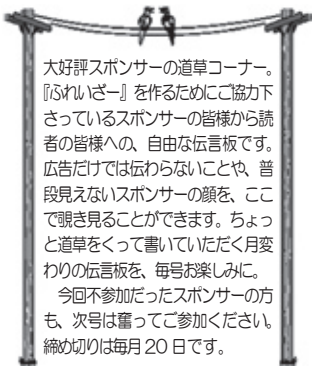 大好評スポンサーの道草コーナー。
『ふれいざー』を作るためにご協力下
さっているスポンサーの皆様から読
者の皆様への、自由な伝言板です。
広告だけでは伝わらないことや、普
段見えないスポンサーの顔を、ここ
で覗き見ることができます。ちょっ
と道草をくって書いていただく月変
わりの伝言板を、毎号お楽しみに。
　今回不参加だったスポンサーの方
も、次号は奮ってご参加ください。
締め切りは毎月20日です。